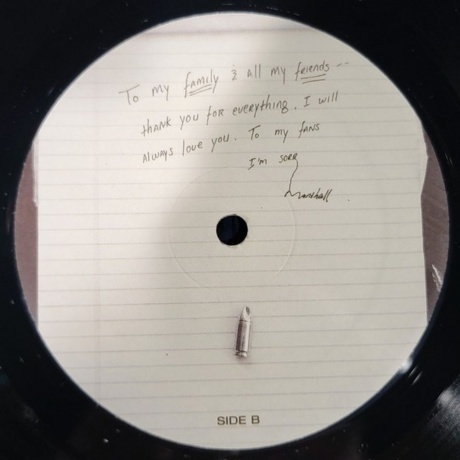 To my family & all my friends --
thank you for everything. I will
always love you. To my fans
I'm sorr
Marshall
SIDE B